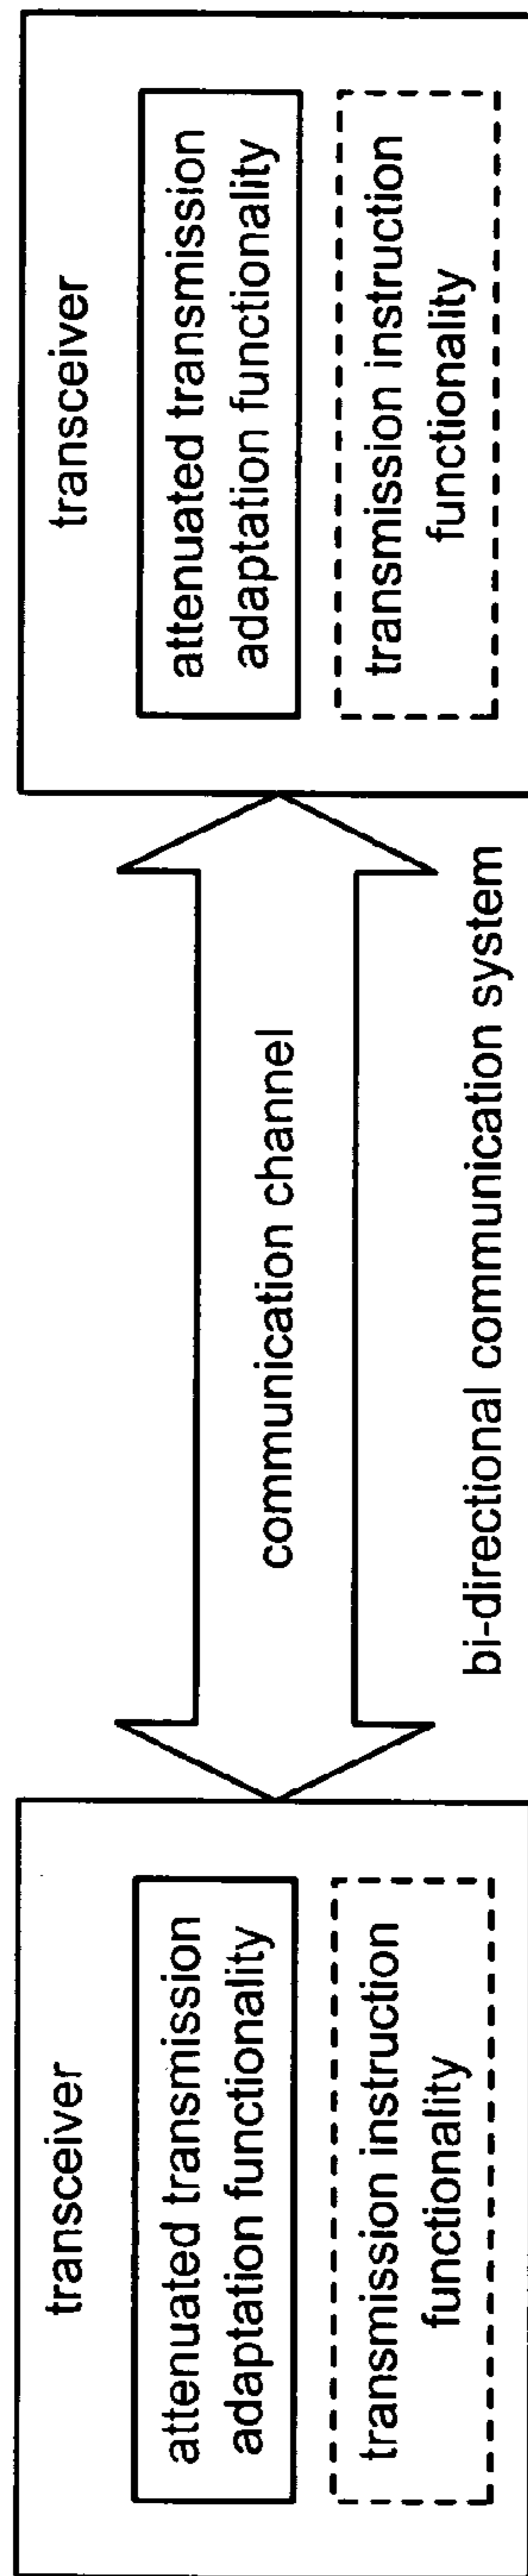 transceiver
attenuated transmission
adaptation functionality
transmission instruction
functionality
communication channel
bi-directional communication system
transceiver
attenuated transmission
adaptation functionality
transmission instruction
functionality